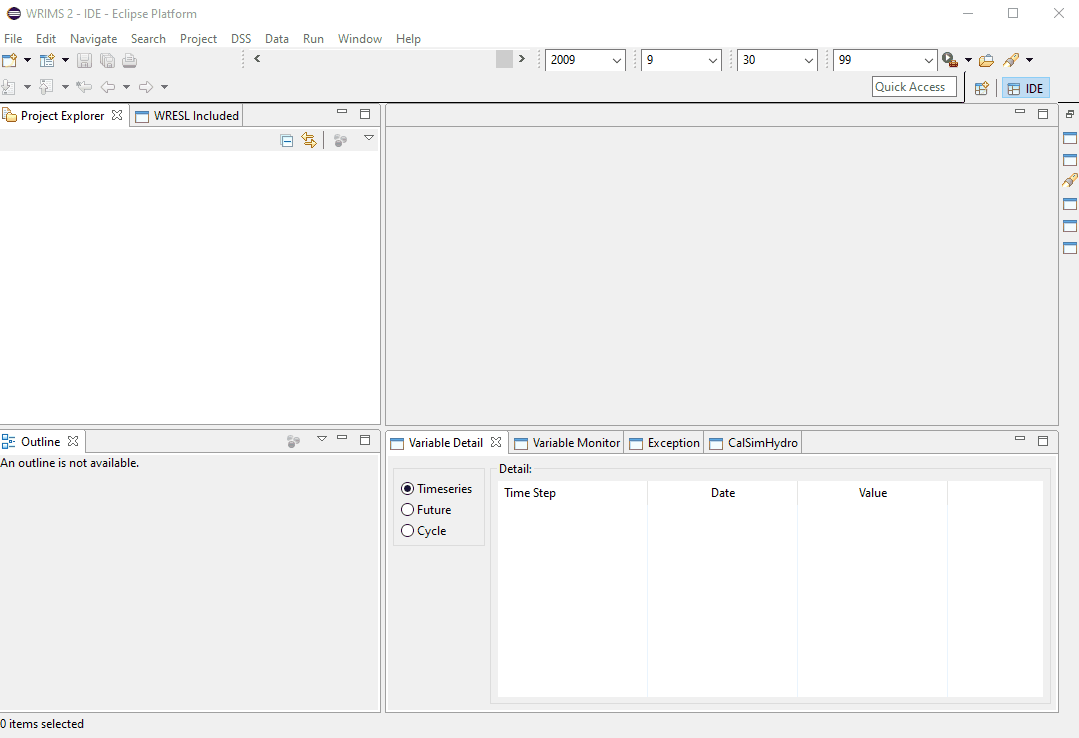 WRIMS 2 - IDE - Eclipse Platform
File Edit Navigate Search Project DSS Data Run Window Help
2009 9 30 99
Quick Access IDE
Project Explorer WRESL Included
Outline
An outline is not available.
Variable Detail Variable Monitor Exception CalSimHydro
Detail:
Timeseries
Future
Cycle
Time Step Date Value
0 items selected